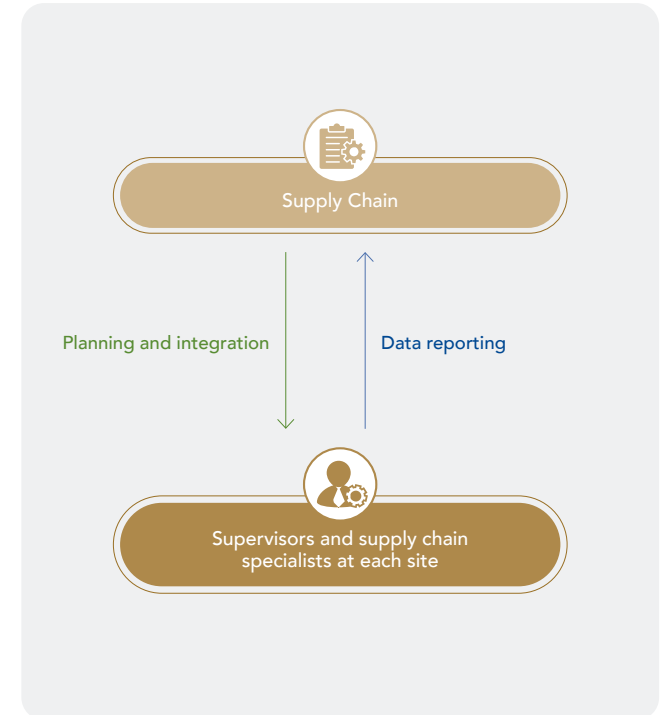 Supply Chain
Planning and integration
Data reporting
Supervisors and supply chain
specialists at each site